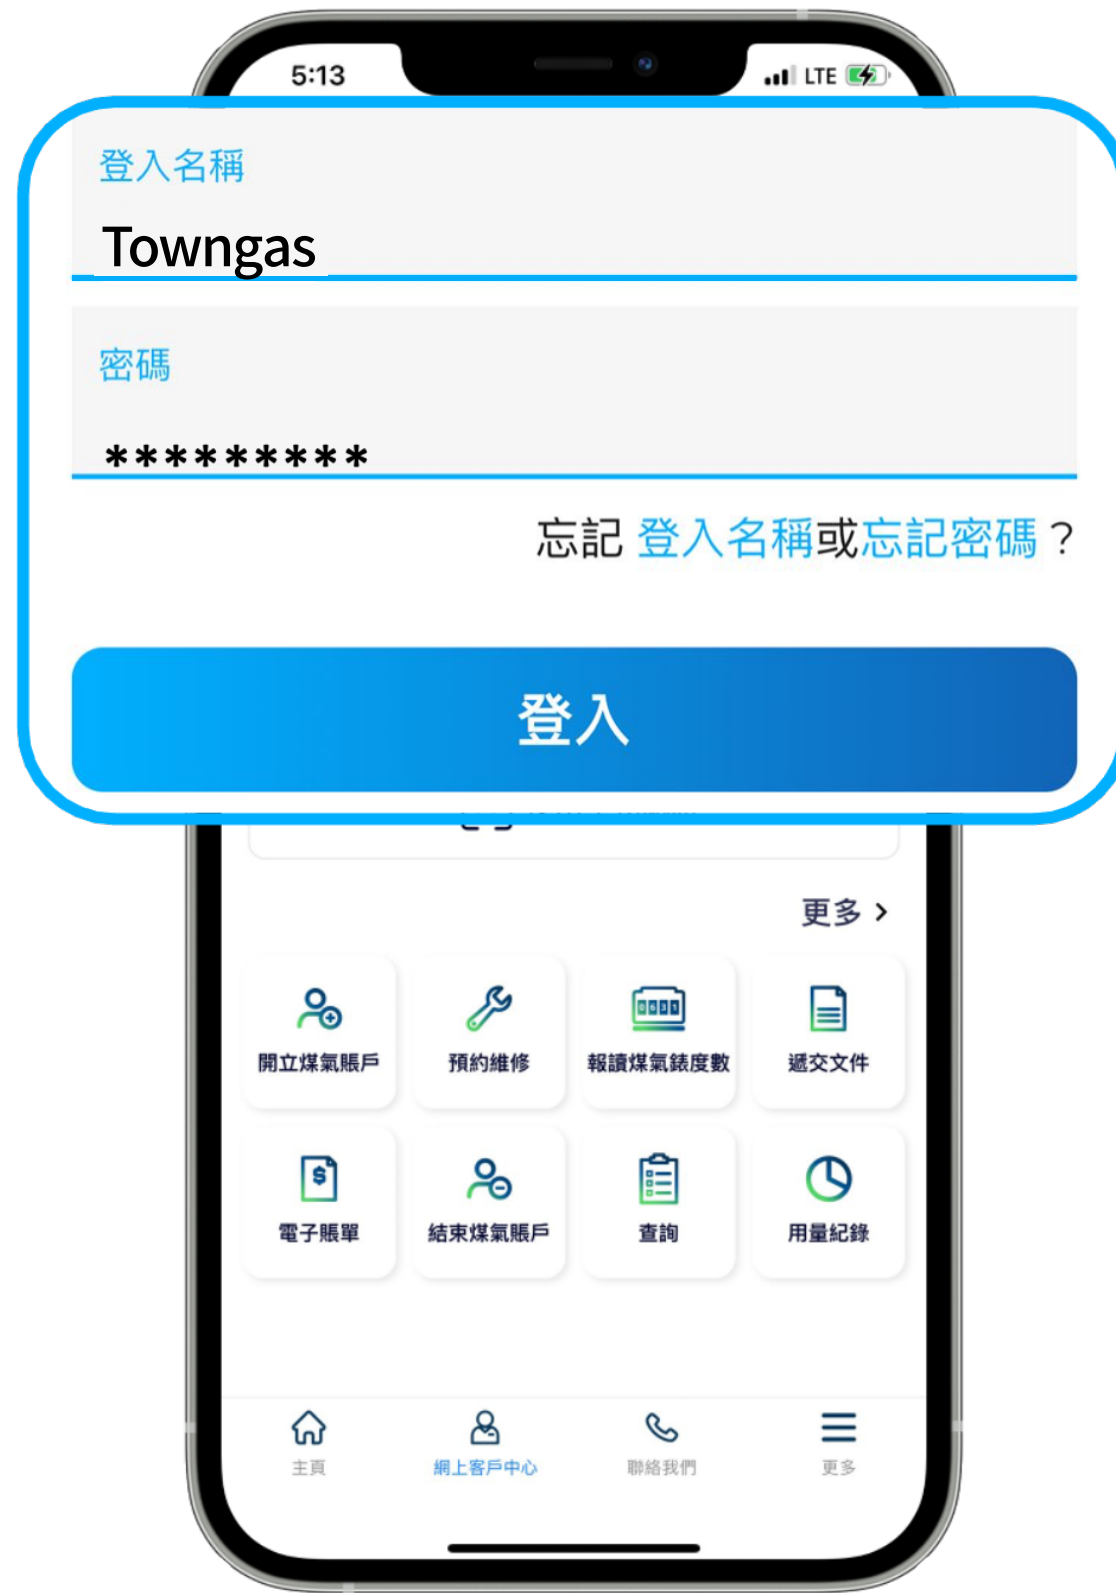 5:13 LTE
登入名稱
Towngas
密碼
*********
忘記 登入名稱或忘記密碼？
登入
更多 >
開立煤氣賬戶 預約維修 報讀煤氣錶度數 遞交文件
電子賬單 結束煤氣賬戶 查詢 用量紀錄
主頁 網上客戶中心 聯絡我們 更多